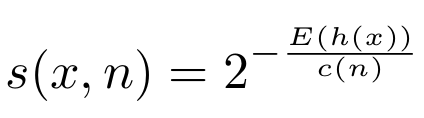 s(x, n) = 2^{-\frac{E(h(x))}{c(n)}}